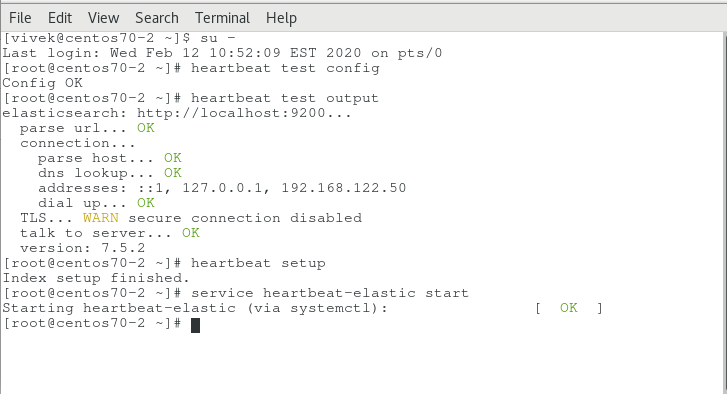 File Edit View Search Terminal Help
[vivek@centos70-2 ~]$ su -
Last login: Wed Feb 12 10:52:09 EST 2020 on pts/0
[root@centos70-2 ~]# heartbeat test config
Config OK
[root@centos70-2 ~]# heartbeat test output
elasticsearch: http://localhost:9200...
  parse url... OK
  connection...
    parse host... OK
    dns lookup... OK
    addresses: ::1, 127.0.0.1, 192.168.122.50
    dial up... OK
  TLS... WARN secure connection disabled
  talk to server... OK
  version: 7.5.2
[root@centos70-2 ~]# heartbeat setup
Index setup finished.
[root@centos70-2 ~]# service heartbeat-elastic start
Starting heartbeat-elastic (via systemctl):                [  OK  ]
[root@centos70-2 ~]#